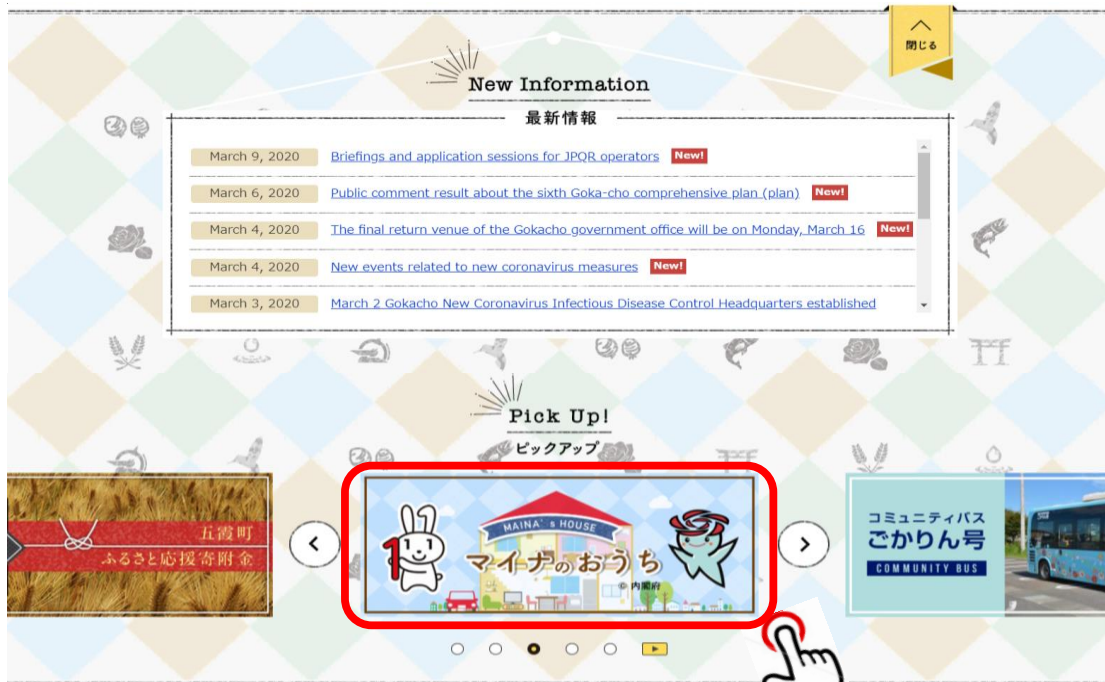 閉じる
New Information
最新情報
March 9, 2020 Briefings and application sessions for JPQR operators New!
March 6, 2020 Public comment result about the sixth Goka-cho comprehensive plan (plan) New!
March 4, 2020 The final return venue of the Gokacho government office will be on Monday, March 16 New!
March 4, 2020 New events related to new coronavirus measures New!
March 3, 2020 March 2 Gokacho New Coronavirus Infectious Disease Control Headquarters established
Pick Up!
ピックアップ
五霞町
ふるさと応援寄附金
MAINA's HOUSE
マイナのおうち
© 内閣府
コミュニティバス
ごかりん号
COMMUNITY BUS